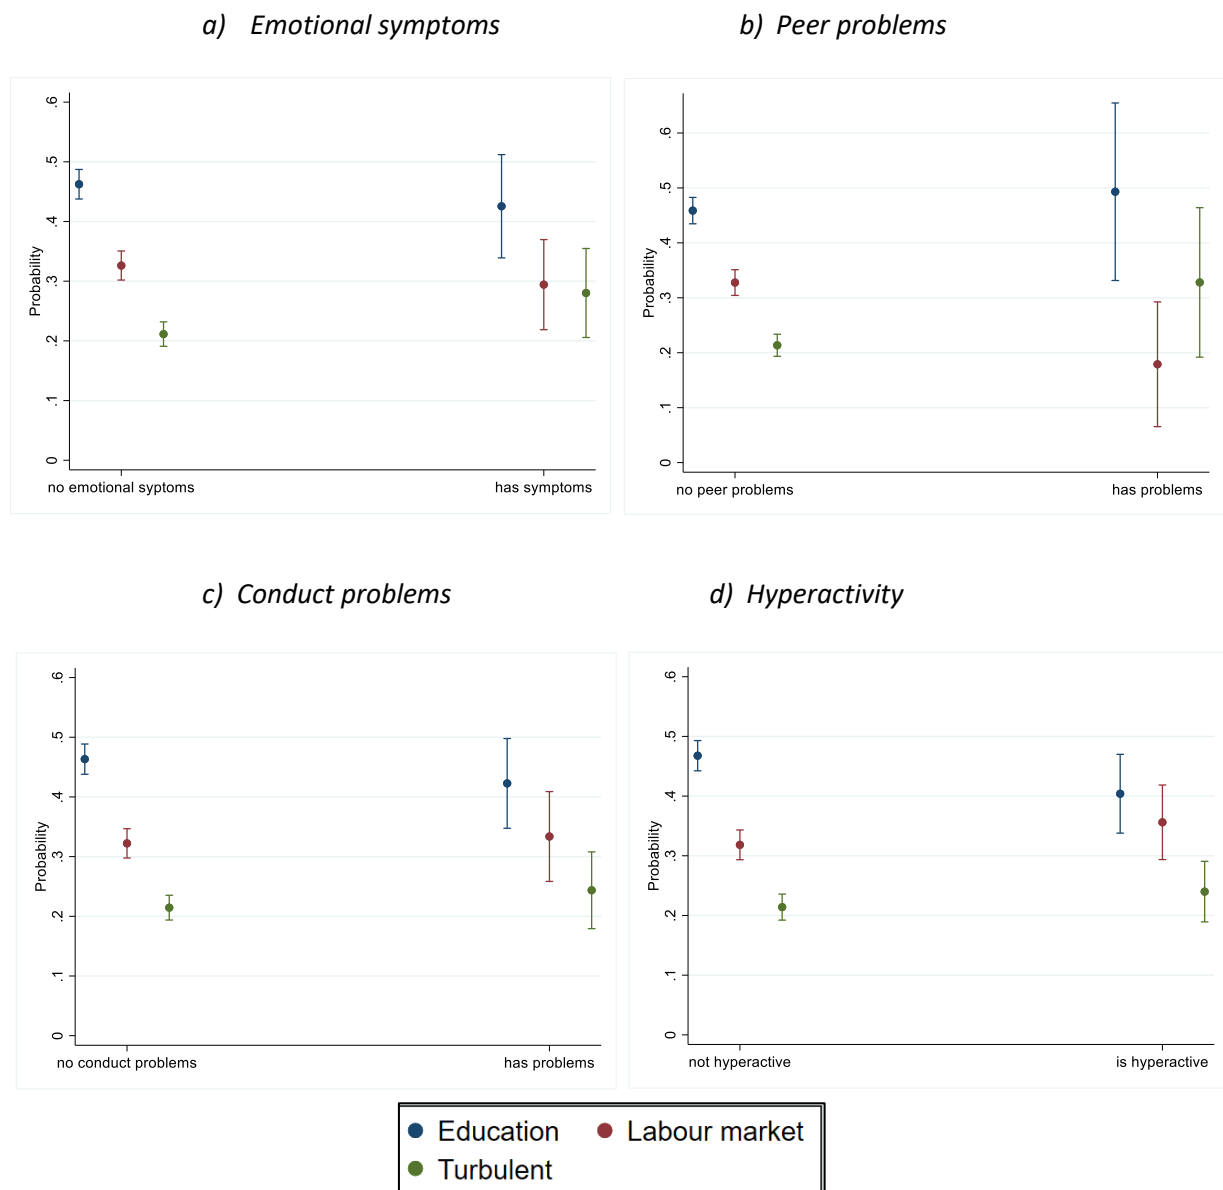 a) Emotional symptoms
b) Peer problems
Probability
0 .1 .2 .3 .4 .5 .6
no emotional syptoms has symptoms
Probability
0 .1 .2 .3 .4 .5 .6
no peer problems has problems
c) Conduct problems
d) Hyperactivity
Probability
0 .1 .2 .3 .4 .5 .6
no conduct problems has problems
Probability
0 .1 .2 .3 .4 .5 .6
not hyperactive is hyperactive
Education Labour market
Turbulent